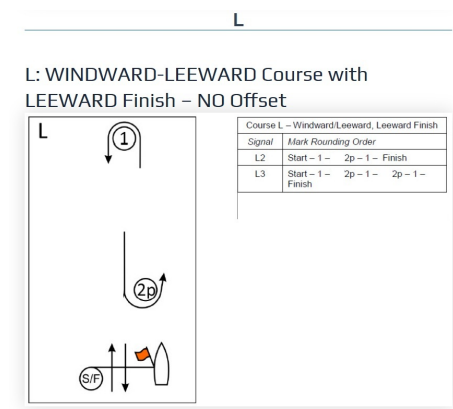 L
L: WINDWARD-LEEWARD Course with
LEEWARD Finish – NO Offset
L
1
2p
S/F
Course L – Windward/Leeward, Leeward Finish
Signal Mark Rounding Order
L2 Start – 1 – 2p – 1 – Finish
L3 Start – 1 – 2p – 1 – 2p – 1 –
Finish